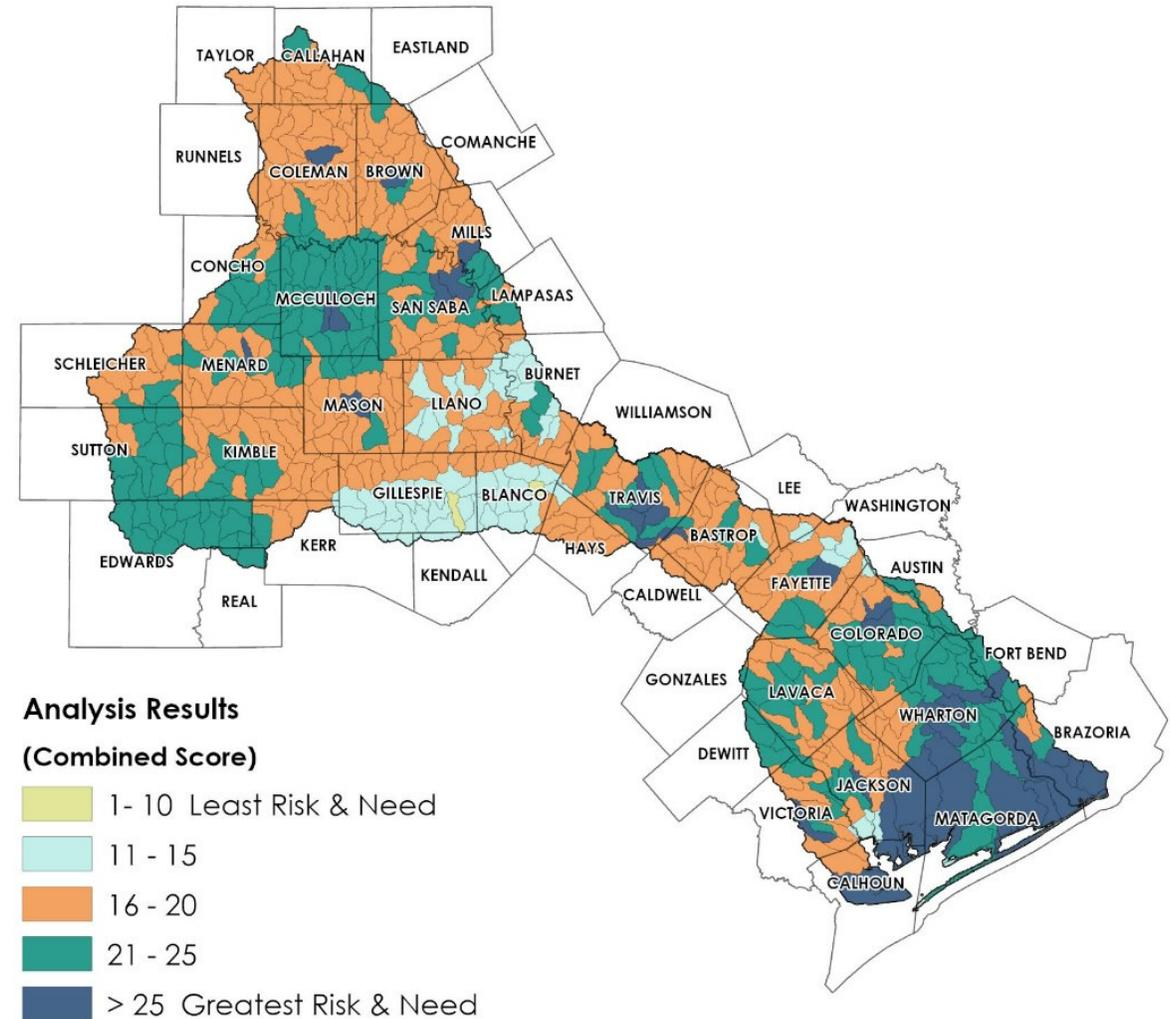 EASTLAND
TAYLOR
CALLAHAN
COMANCHE
RUNNELS
COLEMAN
BROWN
MILLS
CONCHO
MCCULLOCH
SAN SABA
LAMPASAS
SCHLEICHER
MENARD
BURNET
MASON
LLANO
WILLIAMSON
SUTTON
KIMBLE
GILLESPIE
BLANCO
TRAVIS
LEE
WASHINGTON
BASTROP
KERR
HAYS
EDWARDS
KENDALL
FAYETTE
AUSTIN
REAL
CALDWELL
COLORADO
FORT BEND
GONZALES
LAVACA
WHARTON
BRAZORIA
DEWITT
JACKSON
VICTORIA
MATAGORDA
CALHOUN
Analysis Results
(Combined Score)
1- 10 Least Risk & Need
11 - 15
16 - 20
21 - 25
> 25 Greatest Risk & Need